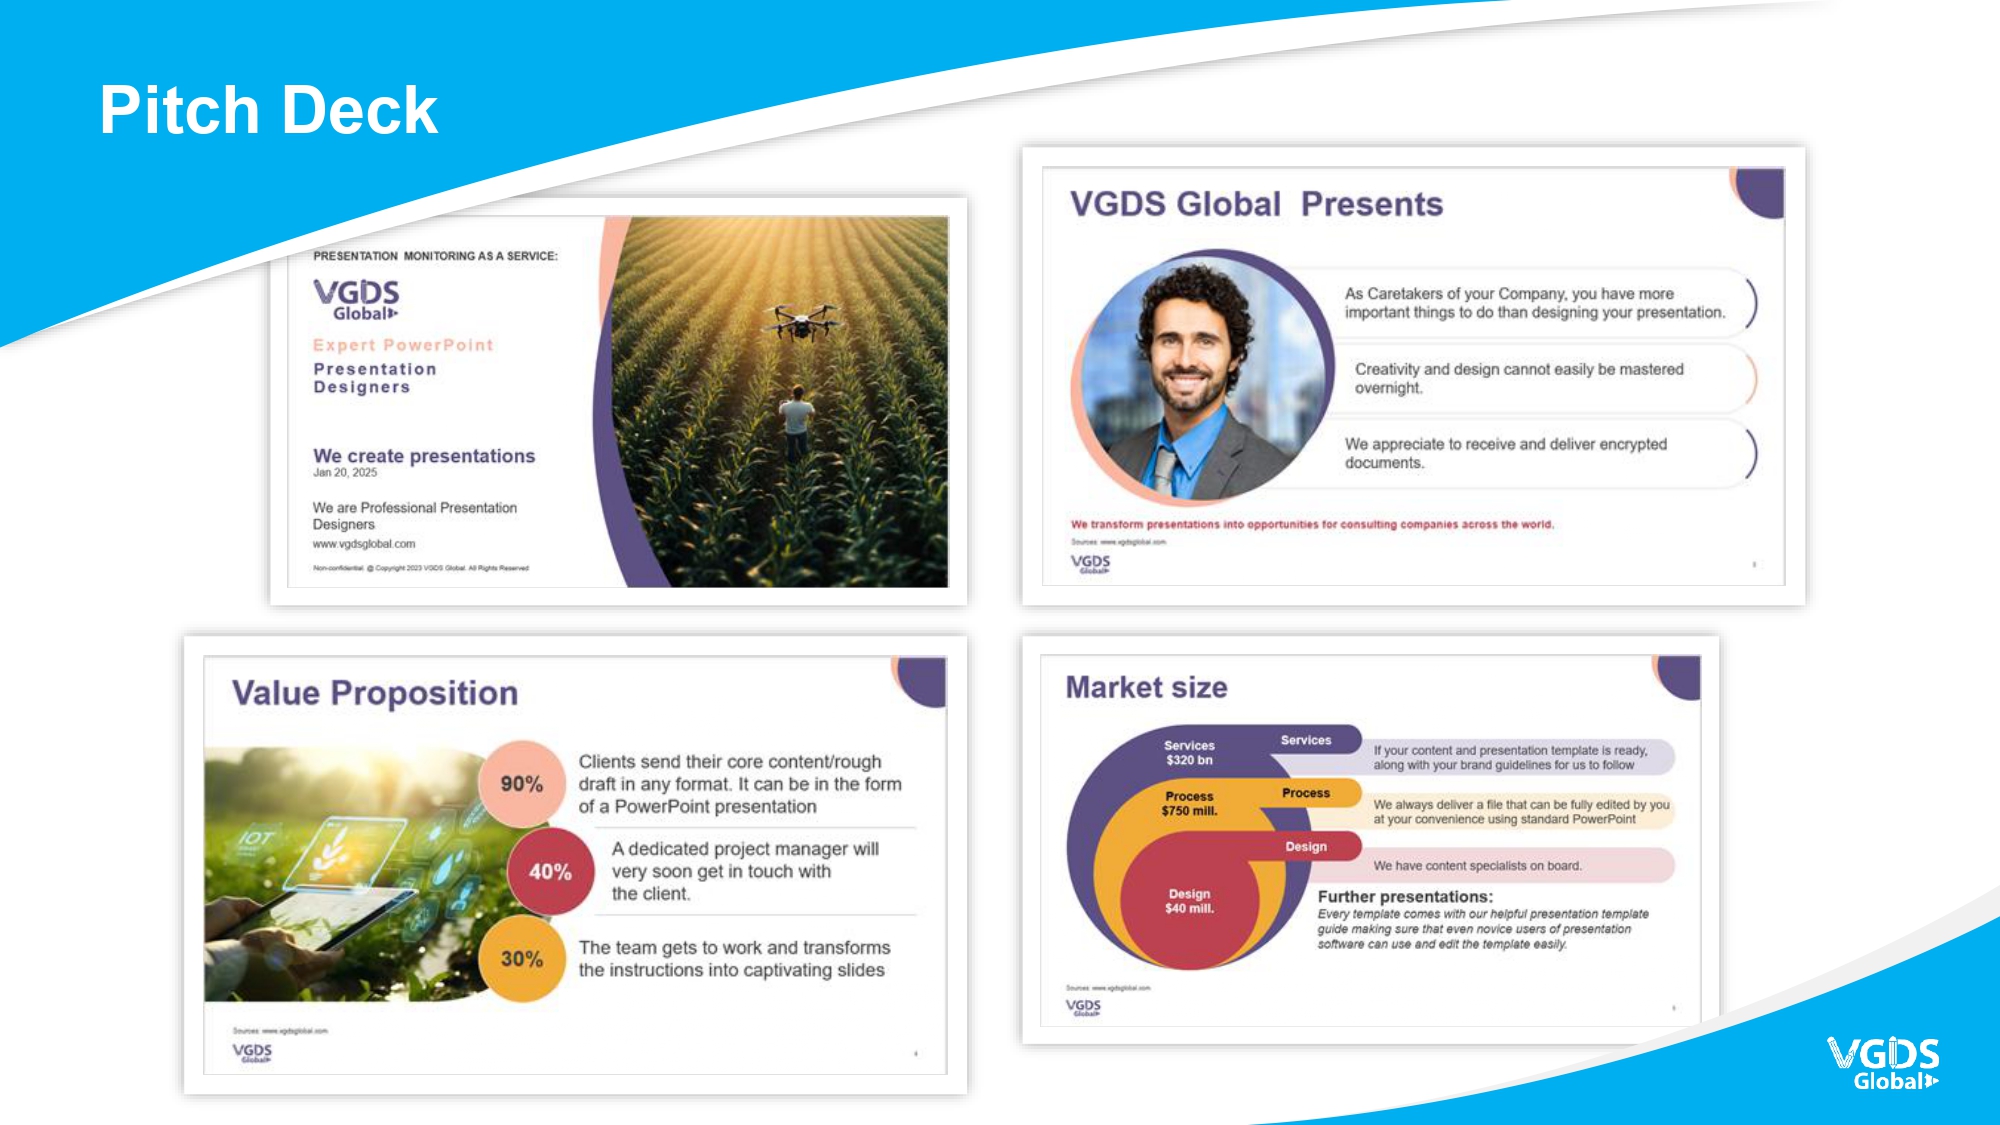 Pitch Deck
PRESENTATION MONITORING AS A SERVICE:
VGDS
Global
Expert PowerPoint
Presentation
Designers
We create presentations
Jan 20, 2025
We are Professional Presentation
Designers
www.vgdsglobal.com
Non-confidential @ Copyright 2023 VGDS Global. All Rights Reserved
VGDS Global Presents
As Caretakers of your Company, you have more
important things to do than designing your presentation.
Creativity and design cannot easily be mastered
overnight.
We appreciate to receive and deliver encrypted
documents.
We transform presentations into opportunities for consulting companies across the world.
Sources: www.vgdsglobal.com
VGDS
Global
Value Proposition
IOT
90%
Clients send their core content/rough
draft in any format. It can be in the form
of a PowerPoint presentation
40%
A dedicated project manager will
very soon get in touch with
the client.
30%
The team gets to work and transforms
the instructions into captivating slides
Sources: www.vgdsglobal.com
VGDS
Global
4
Market size
Services
$320 bn
Services
If your content and presentation template is ready,
along with your brand guidelines for us to follow
Process
$750 mill.
Process
We always deliver a file that can be fully edited by you
at your convenience using standard PowerPoint
Design
We have content specialists on board.
Design
$40 mill.
Further presentations:
Every template comes with our helpful presentation template
guide making sure that even novice users of presentation
software can use and edit the template easily.
Sources: www.vgdsglobal.com
VGDS
Global
VGDS
Global